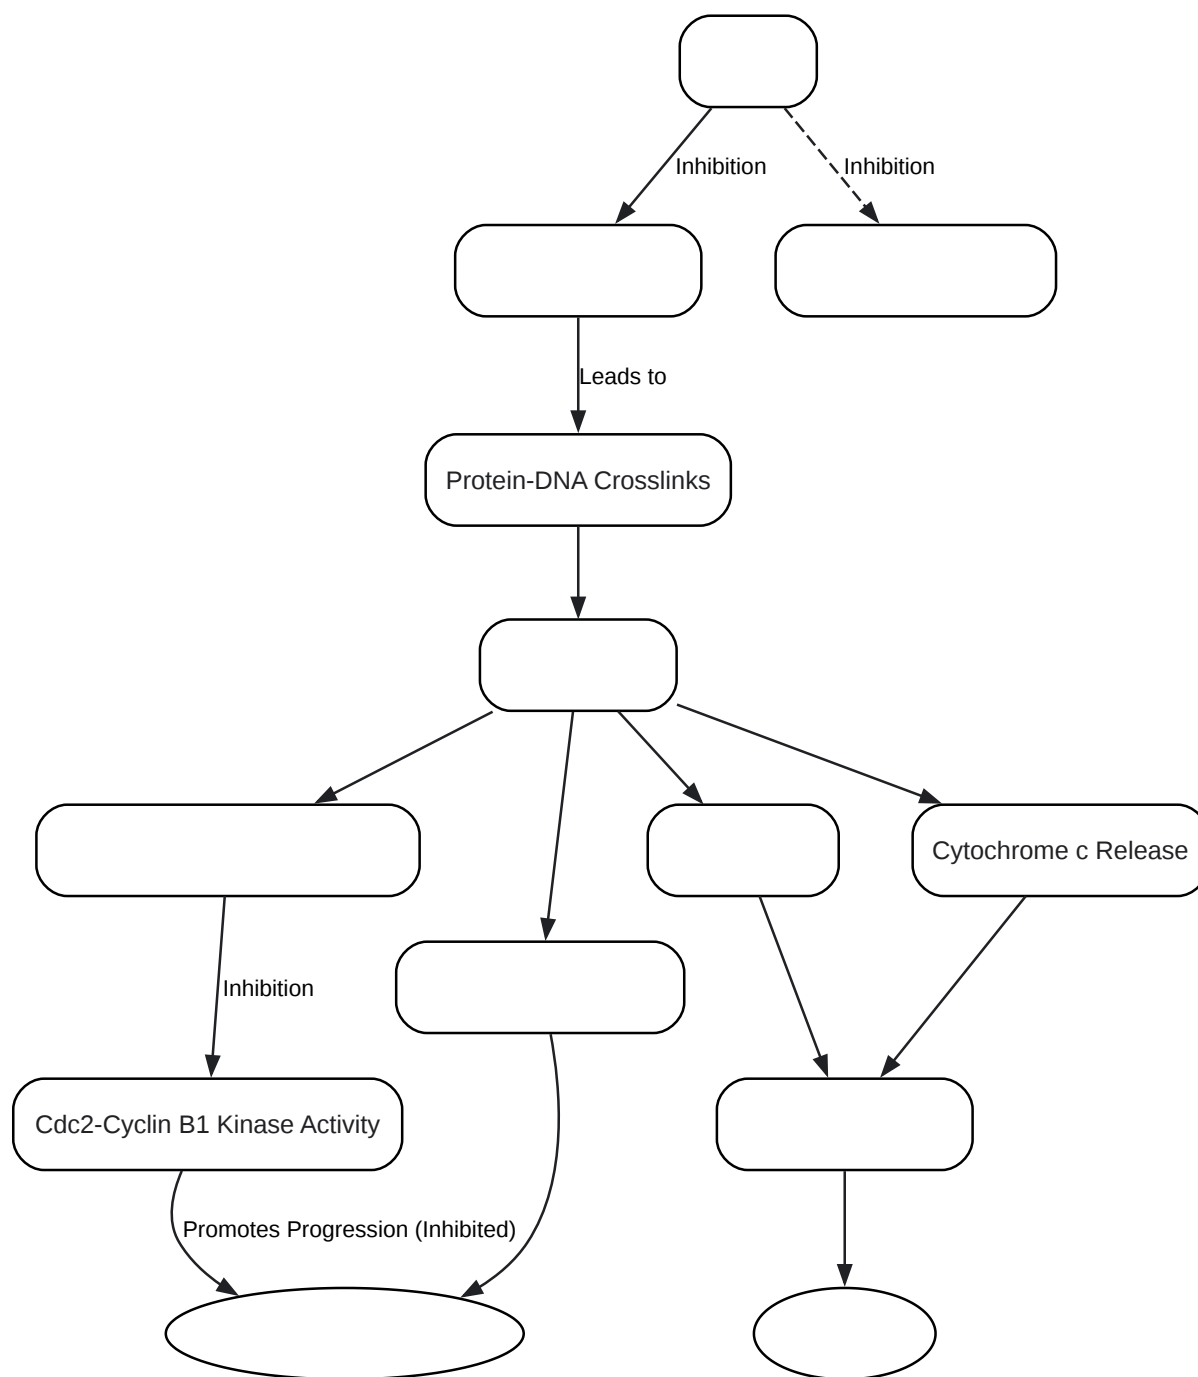 Inhibition
Inhibition
Leads to
Protein-DNA Crosslinks
Cytochrome c Release
Inhibition
Cdc2-Cyclin B1 Kinase Activity
Promotes Progression (Inhibited)